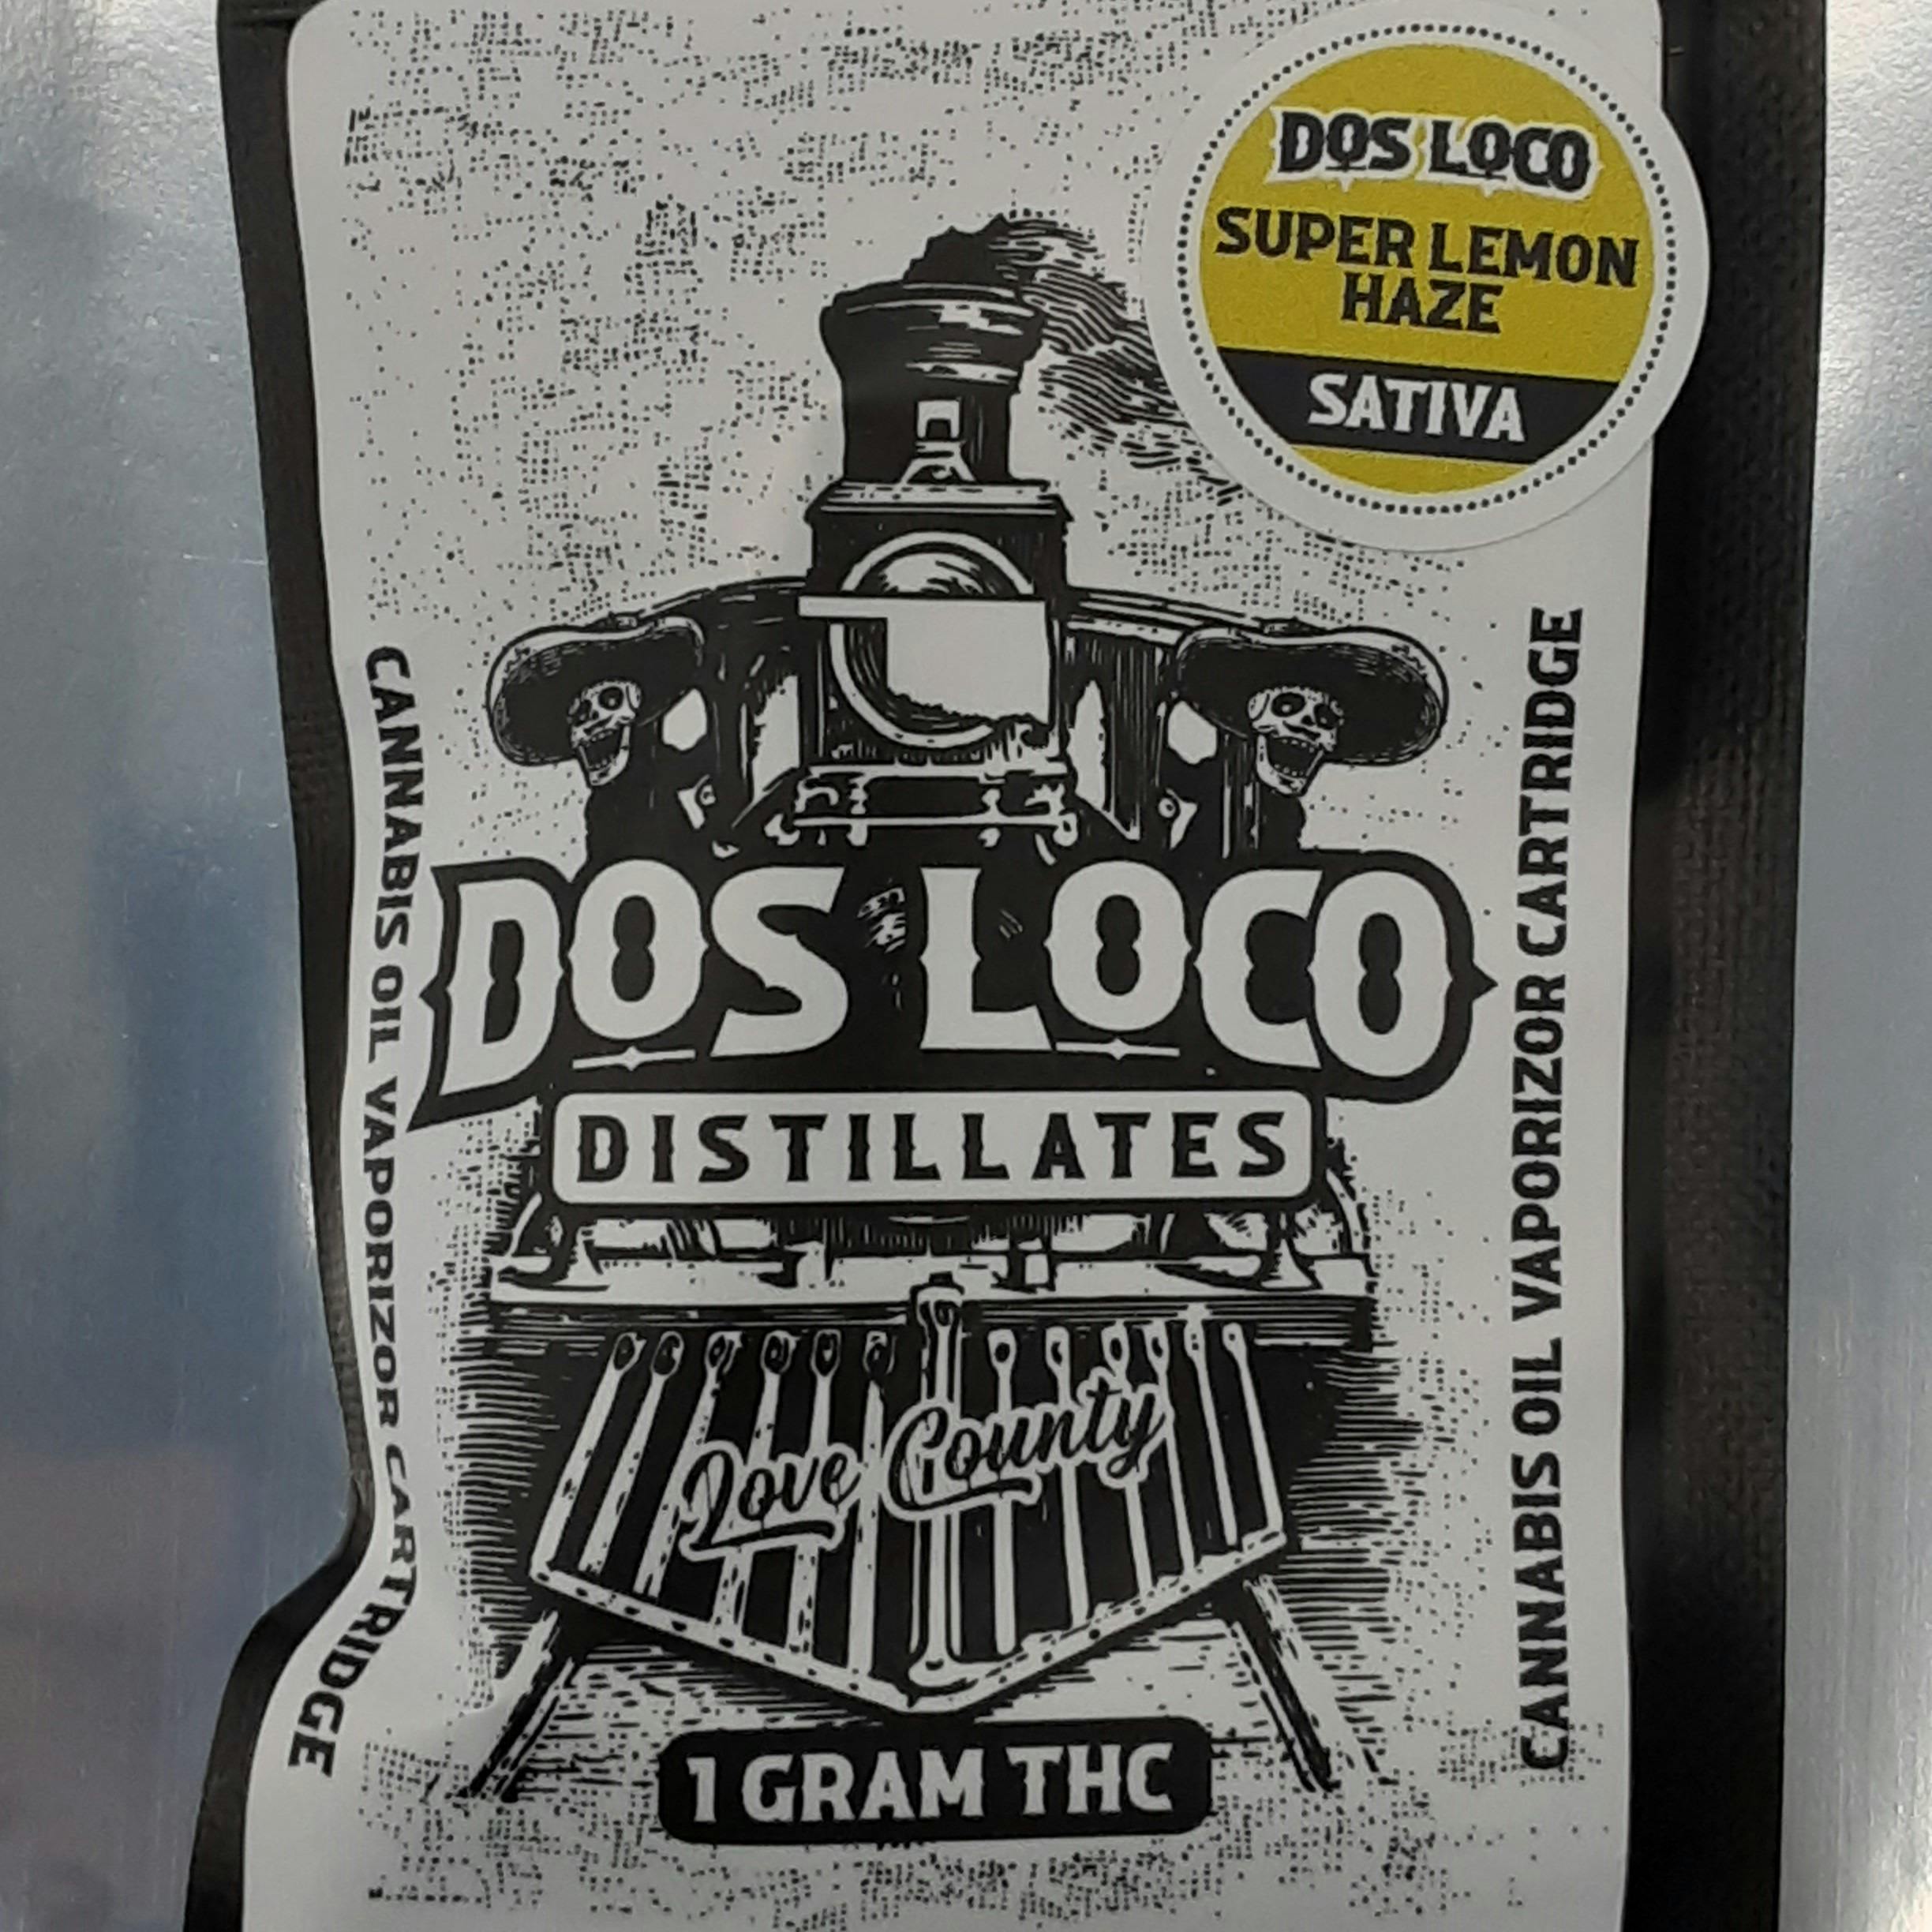 DOS LOCO
SUPER LEMON
HAZE
SATIVA
CANNABIS OIL VAPORIZOR CARTRIDGE
CANNABIS OIL VAPORIZOR CARTRIDGE
DOS LOCO
DISTILLATES
Love County
1 GRAM THC